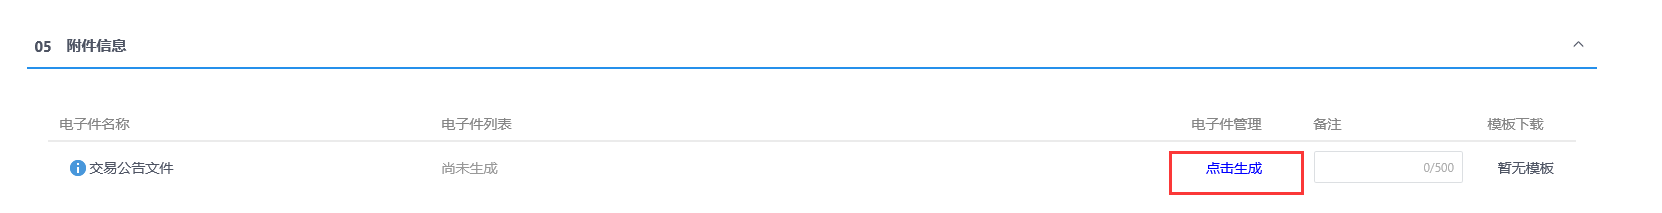 05 附件信息
电子件名称 电子件列表 电子件管理 备注 模板下载
交易公告文件 尚未生成 点击生成 0/500 暂无模板